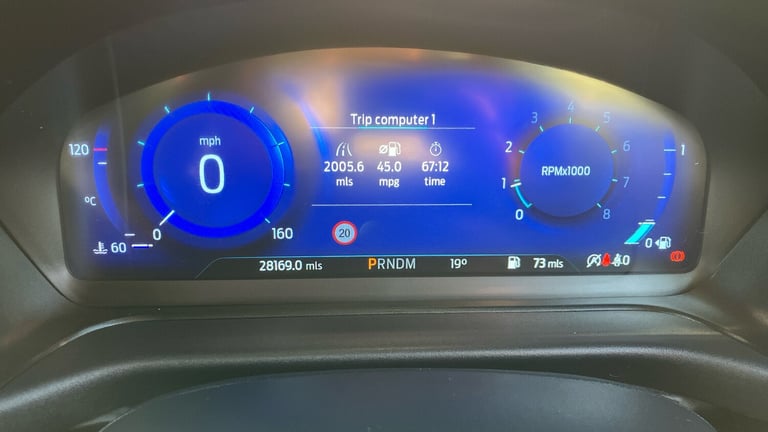 Trip computer 1
2005.6 45.0 67:12
mls mpg time
mph
0
0 160
120
°C
60
20
3 4 5
2 6
1 7
0 8
RPMx1000
1
0
28169.0 mls PRNDM 19° 73 mls